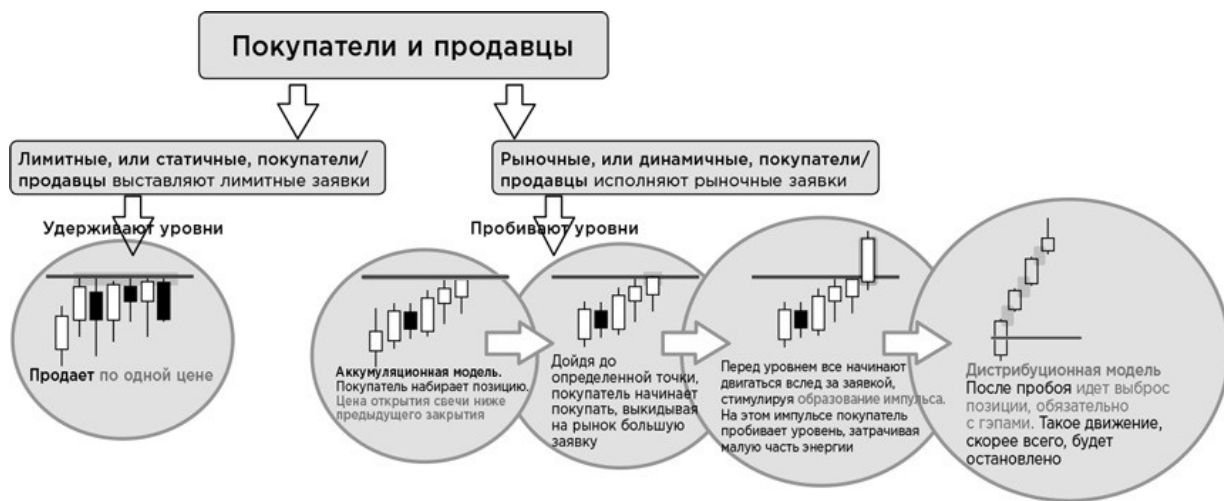 Покупатели и продавцы
Лимитные, или статичные, покупатели/
продавцы выставляют лимитные заявки
Рыночные, или динамичные, покупатели/
продавцы исполняют рыночные заявки
Удерживают уровни
Пробивают уровни
Продает по одной цене
Аккумуляционная модель.
Покупатель набирает позицию.
Цена открытия свечи ниже
предыдущего закрытия
Дойдя до
определенной точки,
покупатель начинает
покупать, выкидывая
на рынок большую
заявку
Перед уровнем все начинают
двигаться вслед за заявкой,
стимулируя образование импульса.
На этом импульсе покупатель
пробивает уровень, затрачивая
малую часть энергии
Дистрибуционная модель
После пробоя идет выброс
позиции, обязательно
с гэпами. Такое движение,
скорее всего, будет
остановлено